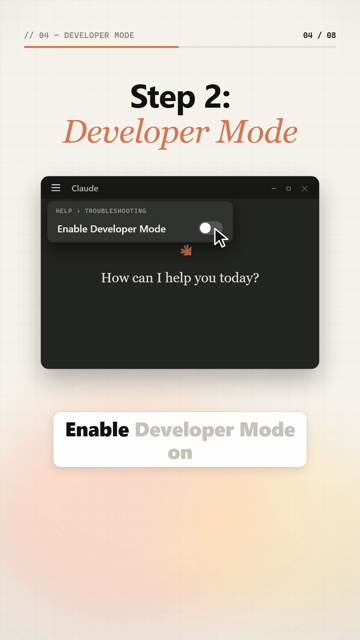 // 04 — DEVELOPER MODE
04 / 08
Step 2:
Developer Mode
Claude
HELP › TROUBLESHOOTING
Enable Developer Mode
How can I help you today?
Enable Developer Mode
on